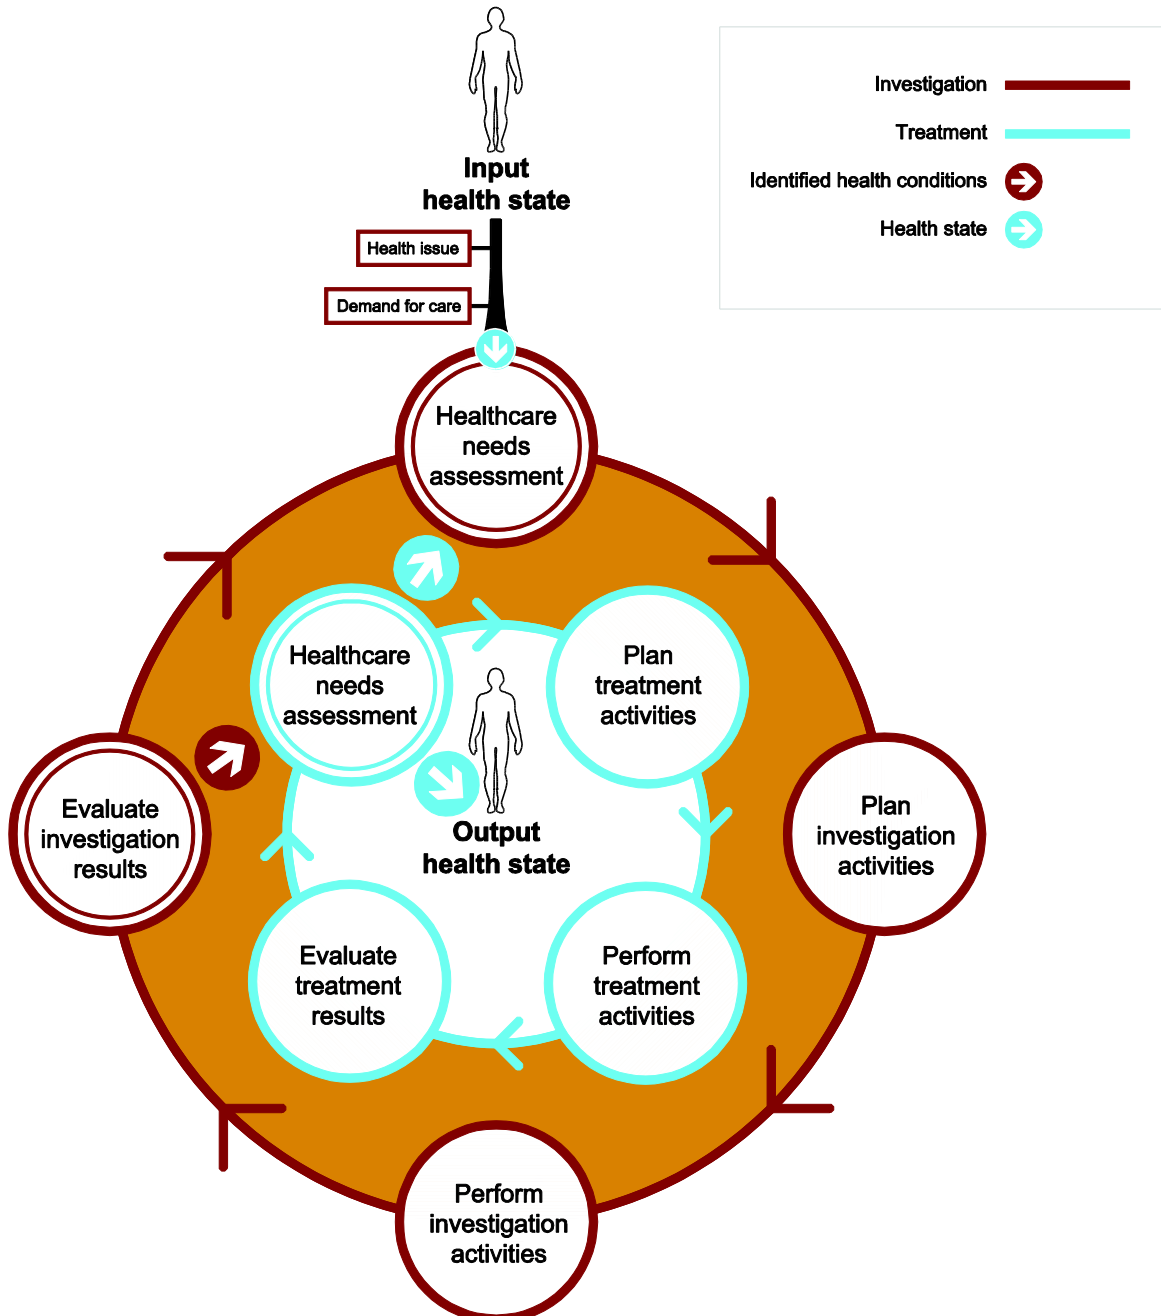 Input
health state
Investigation
Treatment
Identified health conditions
Health state
Health issue
Demand for care
Healthcare
needs
assessment
Healthcare
needs
assessment
Plan
treatment
activities
Evaluate
investigation
results
Output
health state
Plan
investigation
activities
Evaluate
treatment
results
Perform
treatment
activities
Perform
investigation
activities